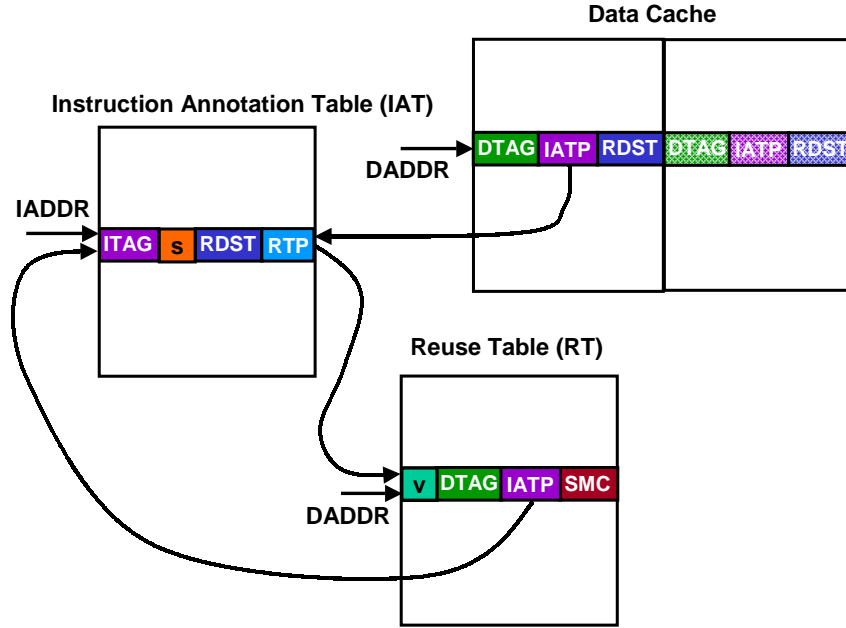 Data Cache
Instruction Annotation Table (IAT)
DADDR
DTAG IATP RDST DTAG IATP RDST
IADDR
ITAG s RDST RTP
Reuse Table (RT)
DADDR
v DTAG IATP SMC